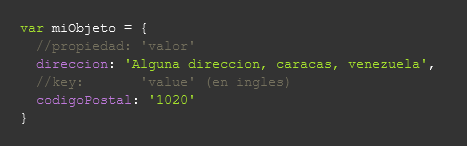 var miObjeto = {
  //propiedad: 'valor'
  direccion: 'Alguna direccion, caracas, venezuela',
  //key:       'value' (en ingles)
  codigoPostal: '1020'
}